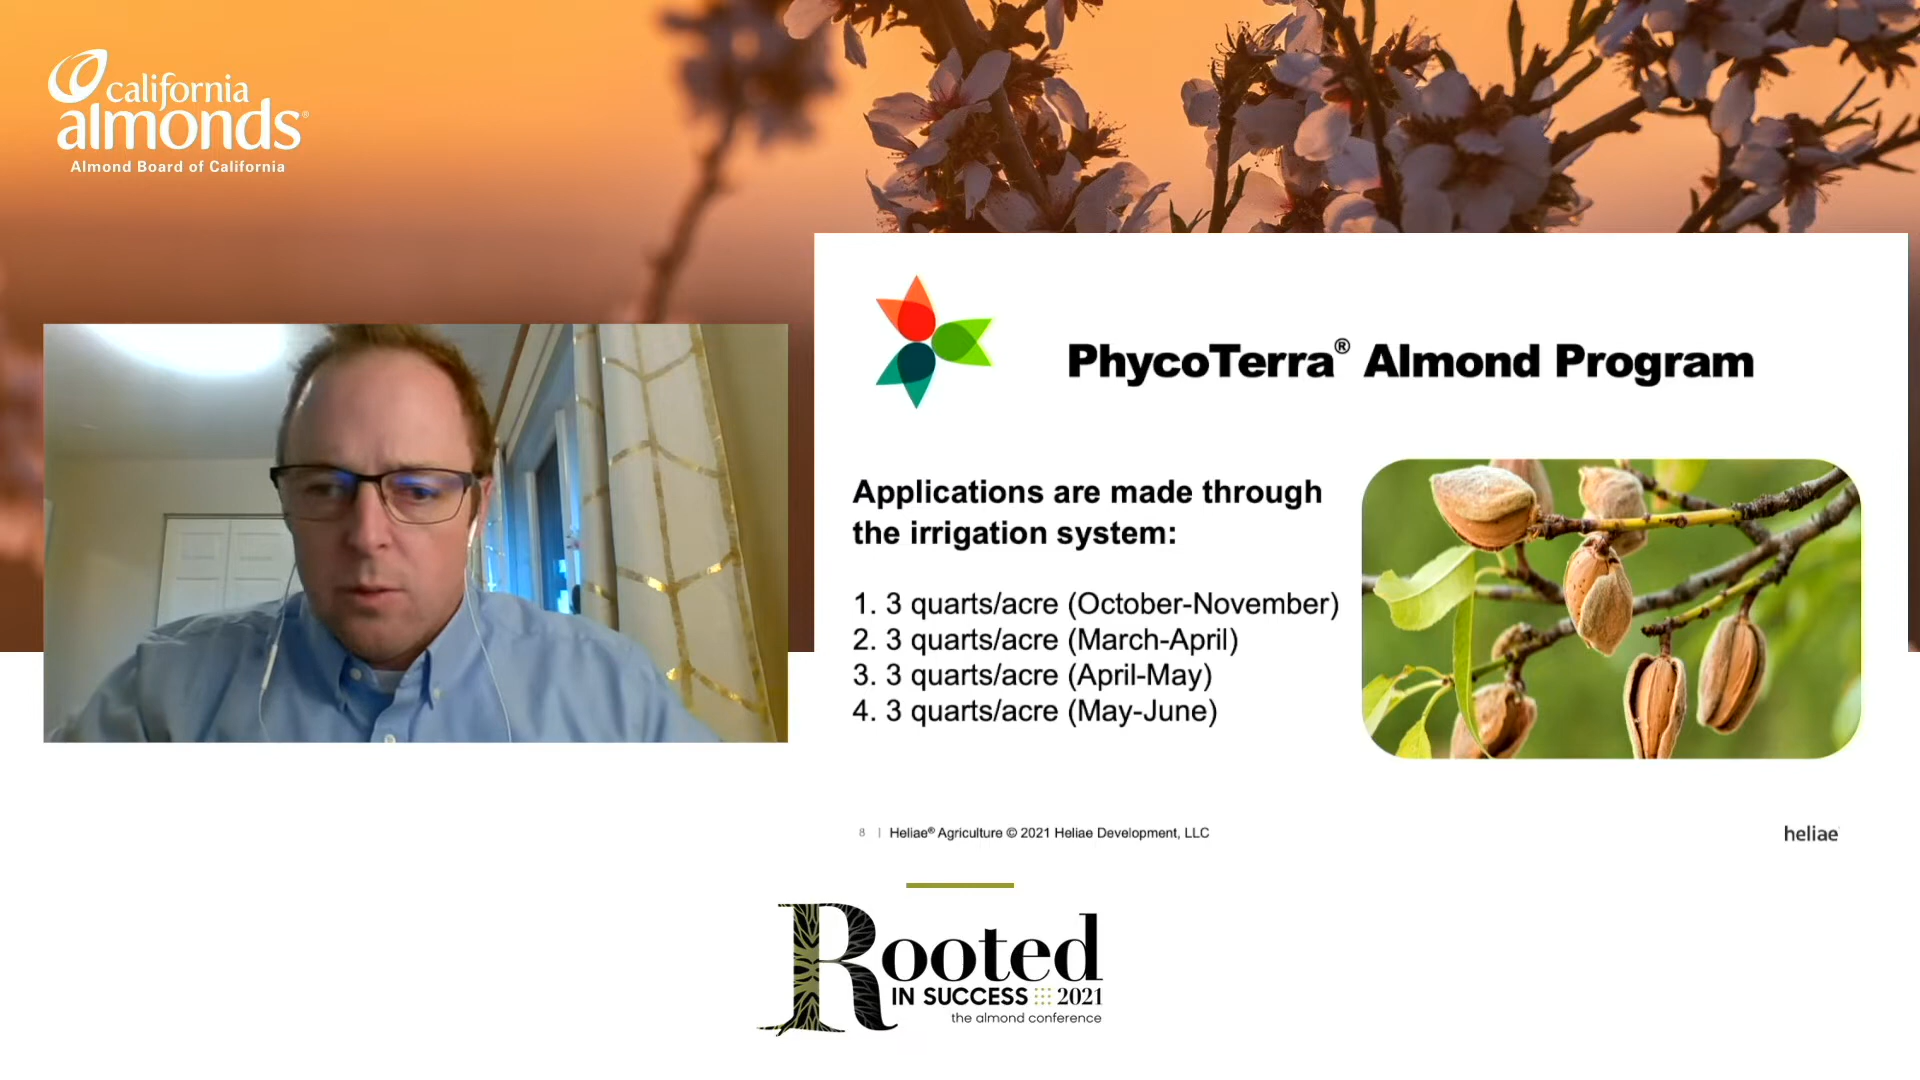 california
almonds®
Almond Board of California
PhycoTerra® Almond Program
Applications are made through
the irrigation system:
1. 3 quarts/acre (October-November)
2. 3 quarts/acre (March-April)
3. 3 quarts/acre (April-May)
4. 3 quarts/acre (May-June)
8 | Heliae® Agriculture © 2021 Heliae Development, LLC
heliae
Rooted
IN SUCCESS 2021
the almond conference